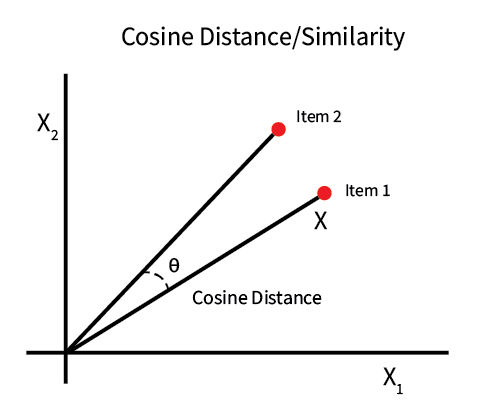 Cosine Distance/Similarity
X₂
Item 2
Item 1
X
θ
Cosine Distance
X₁